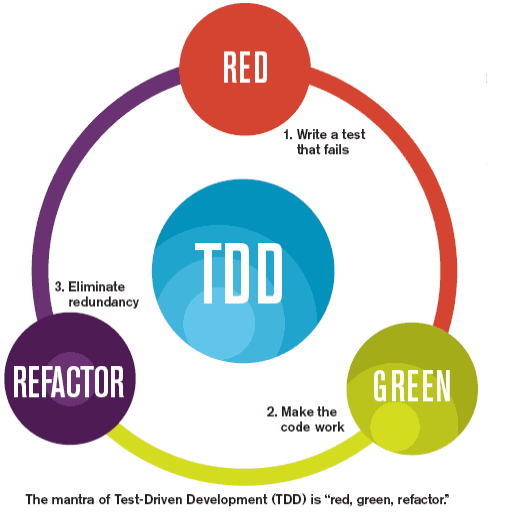 RED
1. Write a test
that fails
TDD
3. Eliminate
redundancy
REFACTOR
GREEN
2. Make the
code work
The mantra of Test-Driven Development (TDD) is “red, green, refactor.”